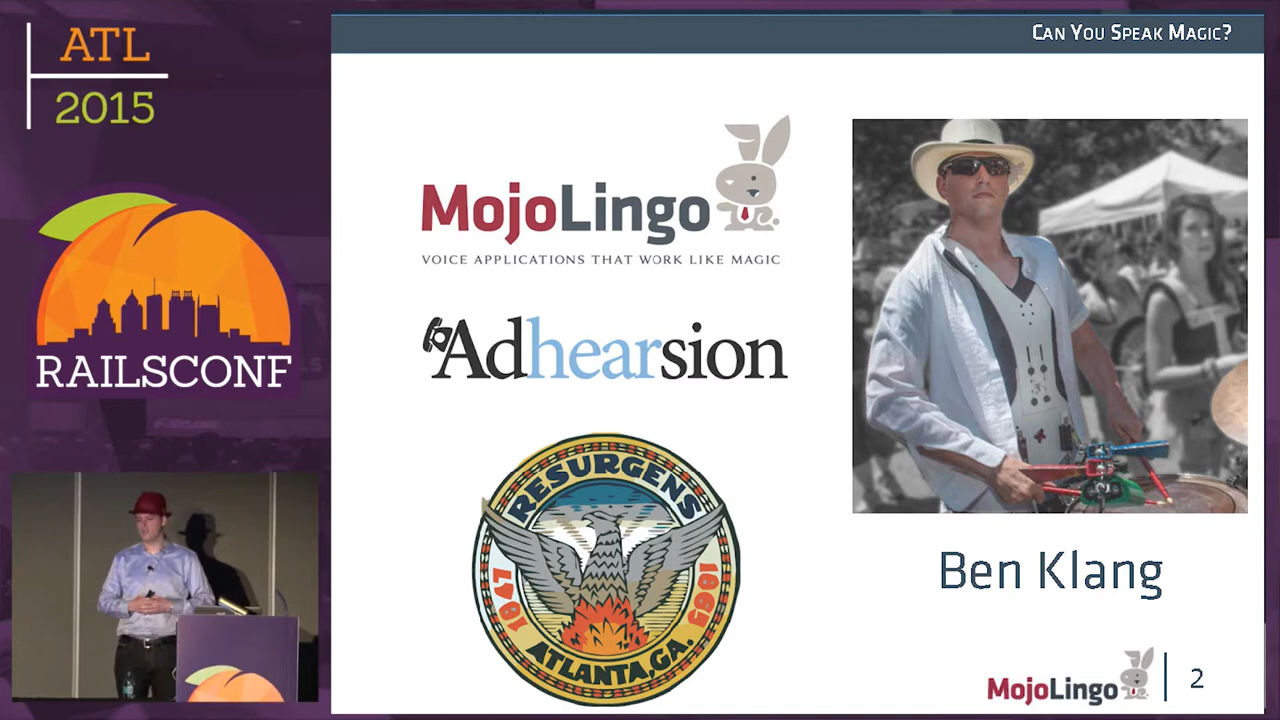 ATL
2015
RAILSCONF
CAN YOU SPEAK MAGIC?
MojoLingo
VOICE APPLICATIONS THAT WORK LIKE MAGIC
Adhearsion
RESURGENS
1847
1865
ATLANTA, GA.
Ben Klang
MojoLingo
2